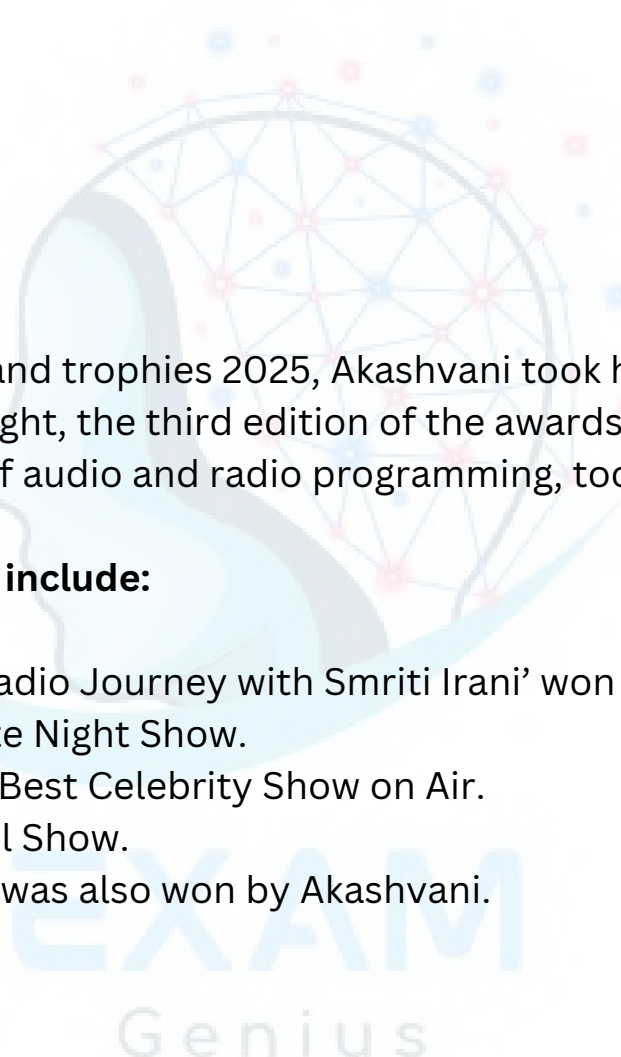 and trophies 2025, Akashvani took
ght, the third edition of the awards
f audio and radio programming,
include:
adio Journey with Smriti Irani’ won
te Night Show.
Best Celebrity Show on Air.
l Show.
was also won by Akashvani.
EXAM
Genius